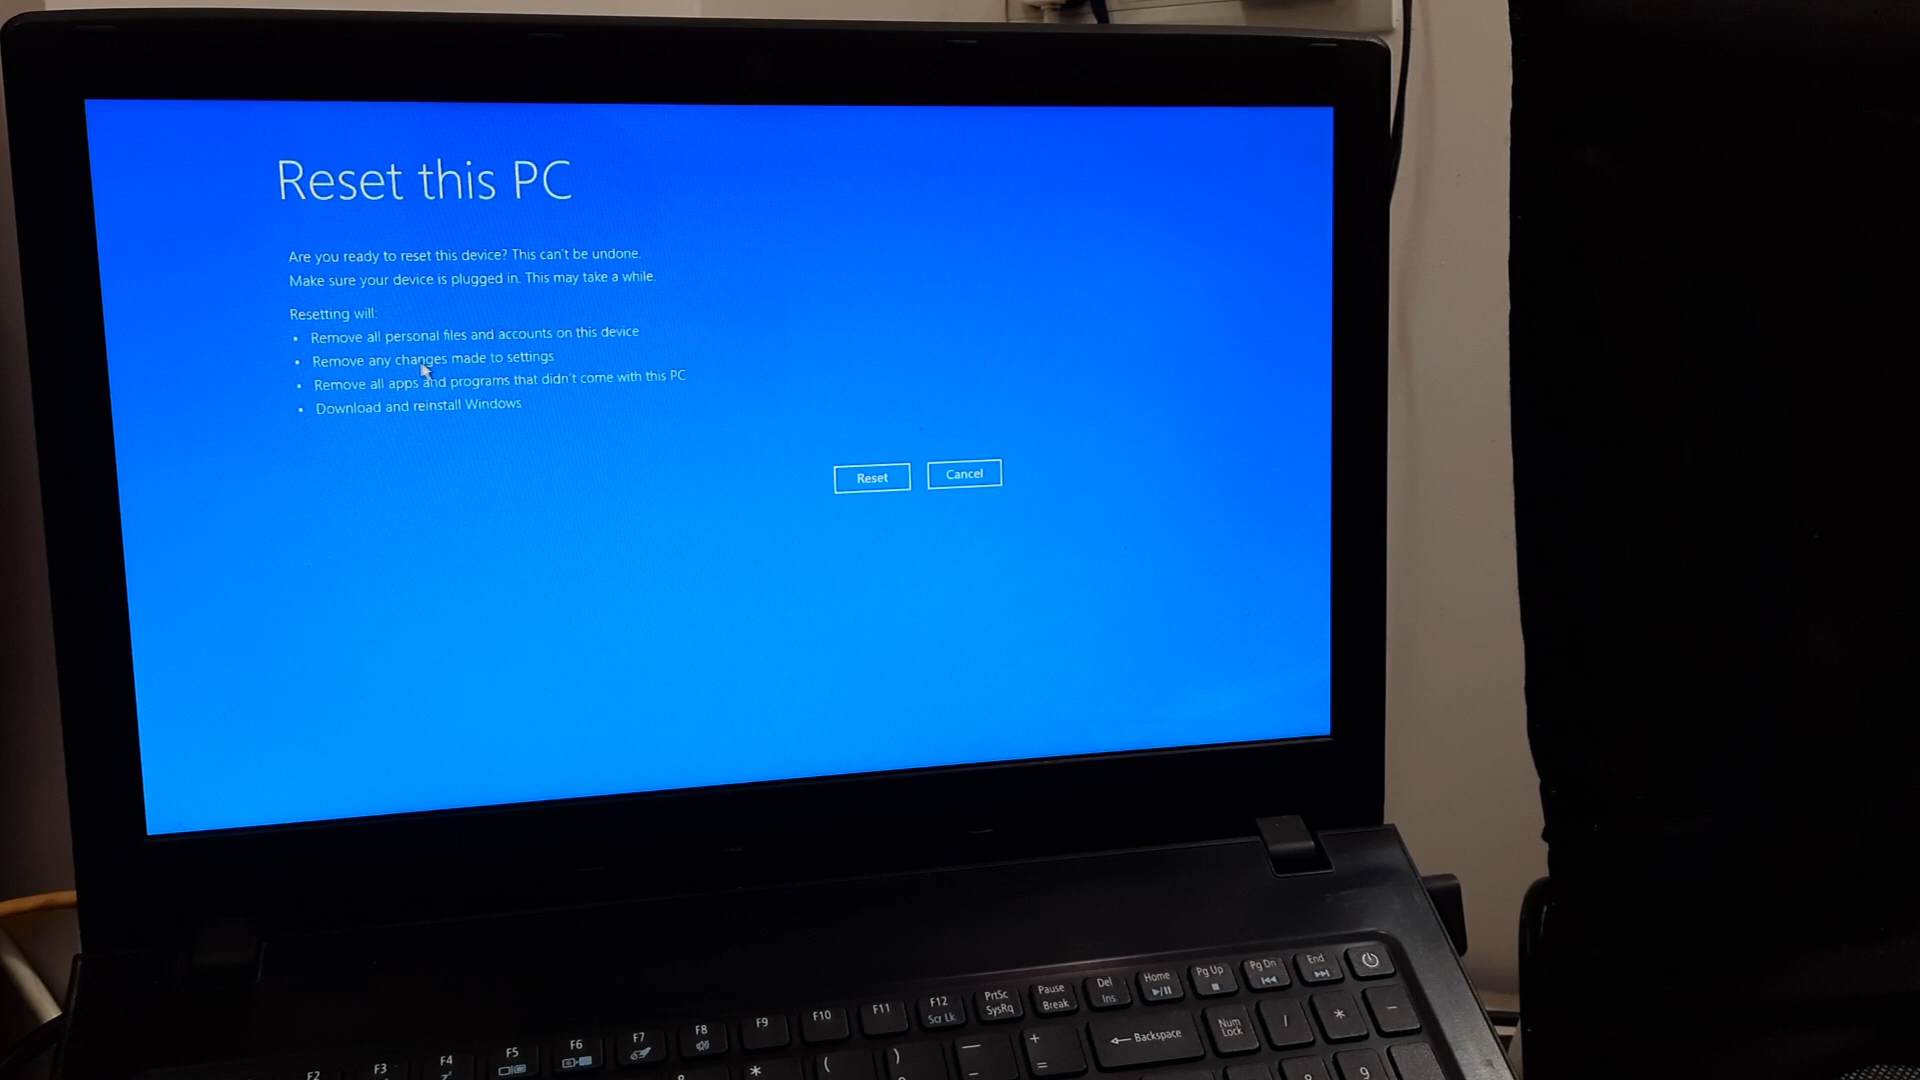 Reset this PC
Are you ready to reset this device? This can't be undone.
Make sure your device is plugged in. This may take a while.
Resetting will:
• Remove all personal files and accounts on this device
• Remove any changes made to settings
• Remove all apps and programs that didn't come with this PC
• Download and reinstall Windows
Reset Cancel
F2 F3 F4 F5 F6 F7 F8 F9 F10 F11 F12 Scr Lk PrtSc SysRq Pause Break Del Ins Home Pg Up Pg Dn End
* ( ) — _ + = ← Backspace Num Lock / * −
8 9